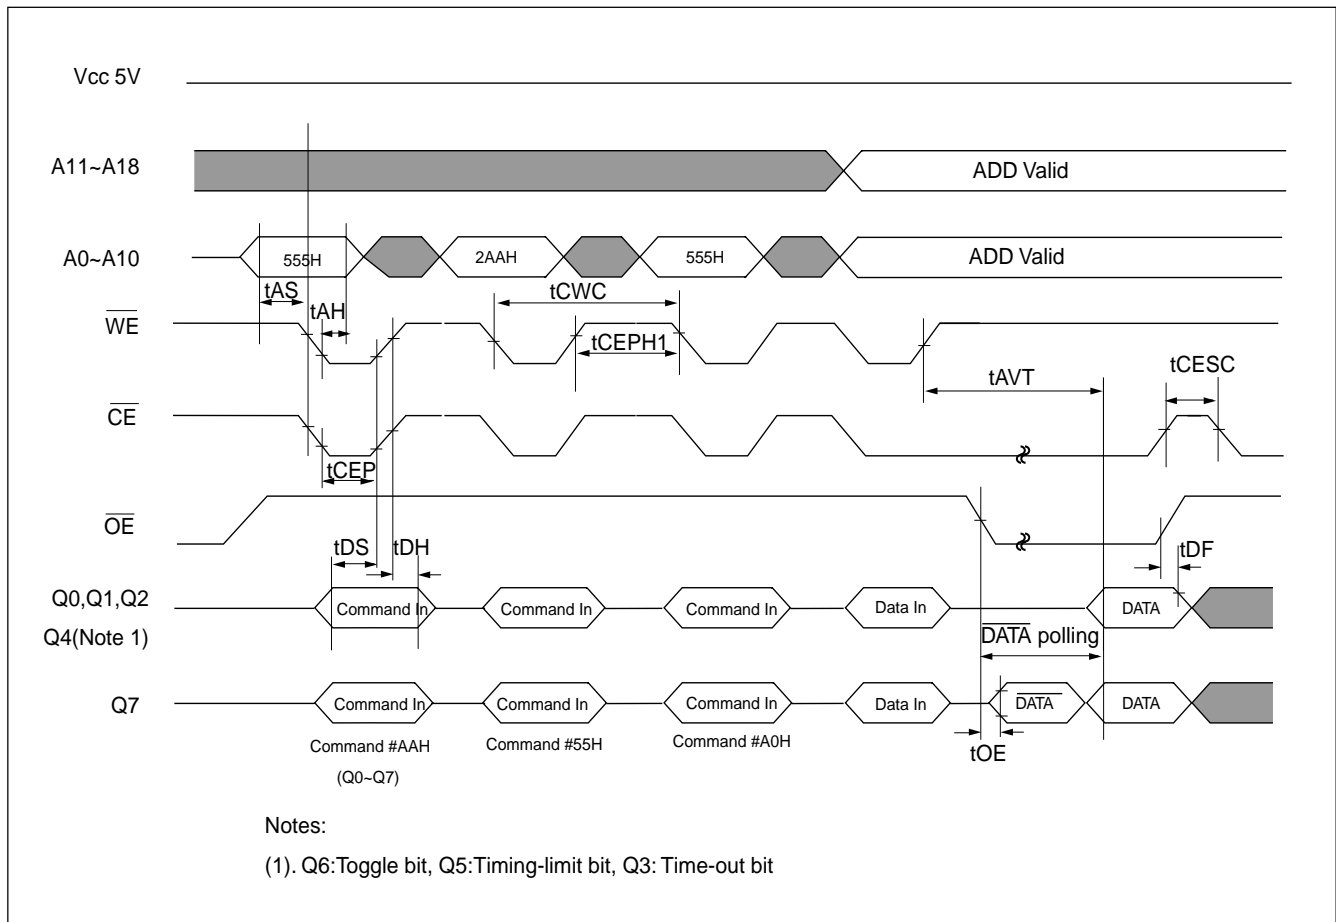 Vcc 5V
A11~A18
ADD Valid
A0~A10
555H
2AAH
555H
ADD Valid
tAS
tAH
tCWC
WE
tCEPH1
tAVT
tCESC
CE
tCEP
OE
tDS
tDH
tDF
Q0,Q1,Q2
Q4(Note 1)
Command In
Command In
Command In
Data In
DATA
DATA polling
Q7
Command In
Command In
Command In
Data In
DATA
DATA
Command #AAH
(Q0~Q7)
Command #55H
Command #A0H
tOE
Notes:
(1). Q6:Toggle bit, Q5:Timing-limit bit, Q3: Time-out bit